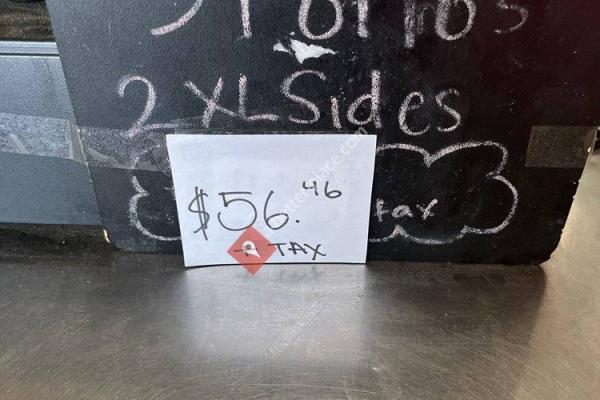 2 XL Sides
tax
$56.46
+ TAX